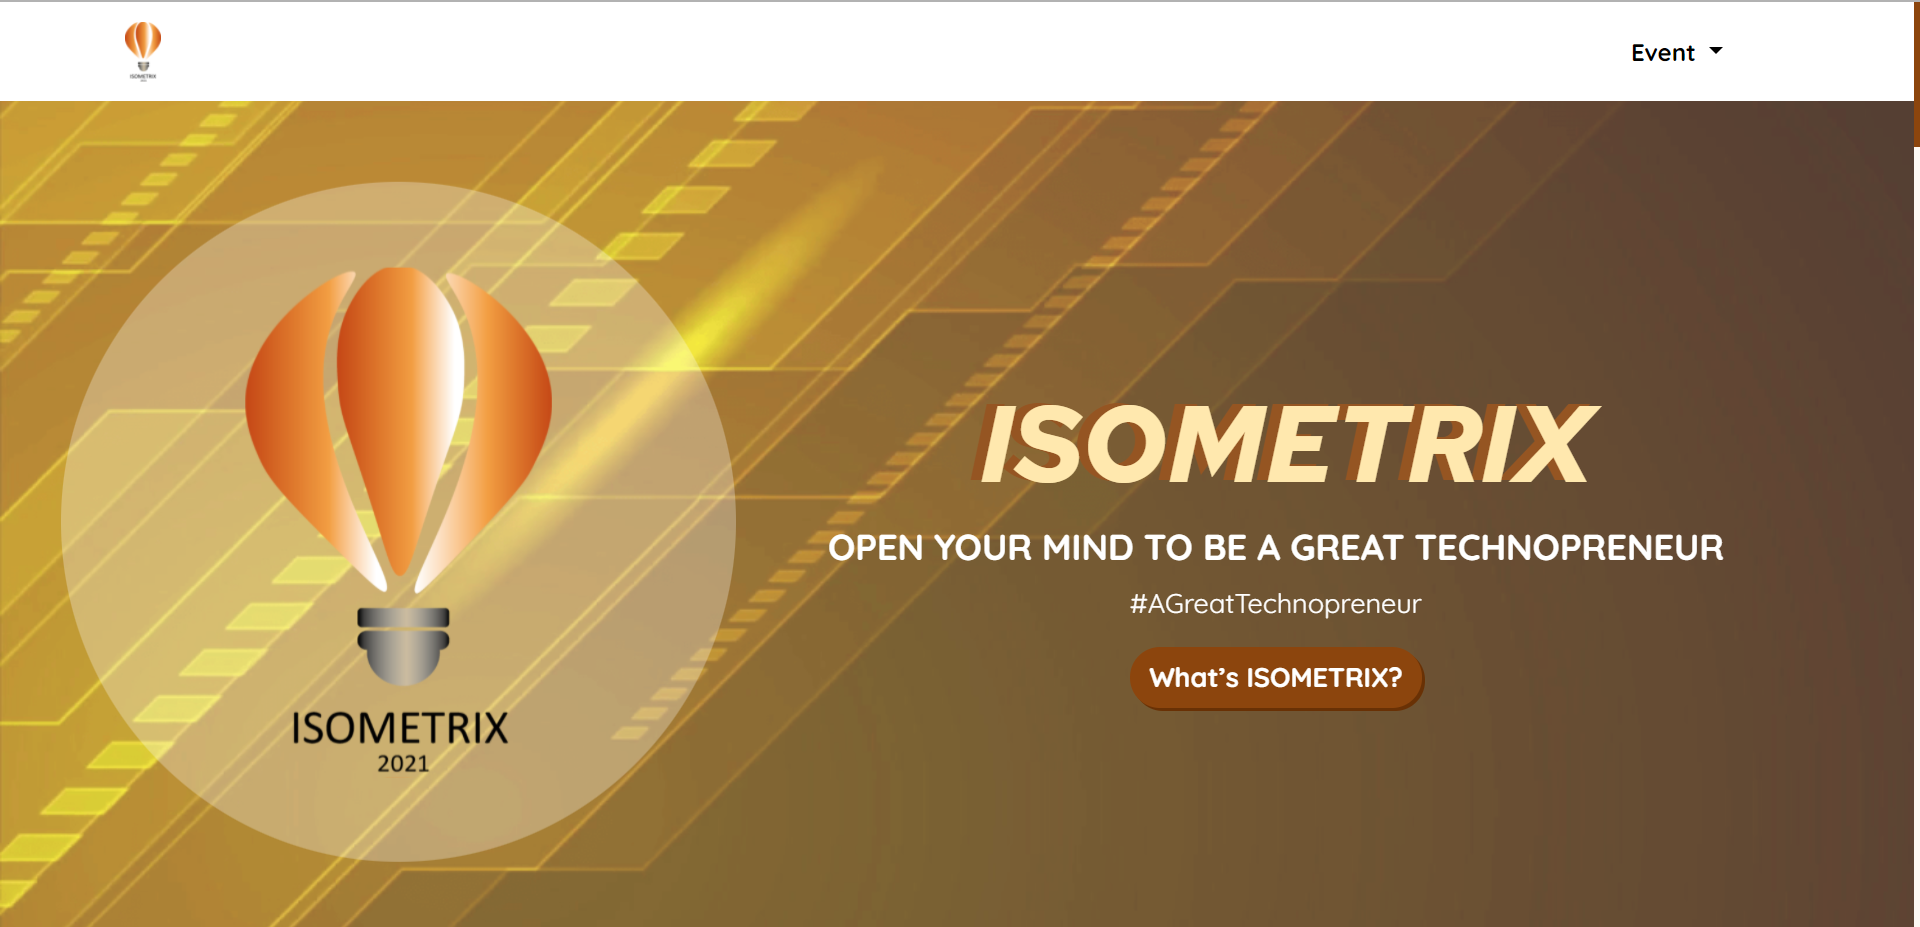 ISOMETRIX
Event
ISOMETRIX
2021
ISOMETRIX
OPEN YOUR MIND TO BE A GREAT TECHNOPRENEUR
#AGreatTechnopreneur
What’s ISOMETRIX?